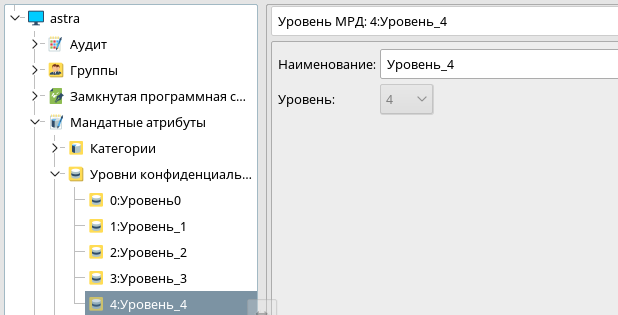 astra
Аудит
Группы
Замкнутая программная с...
Мандатные атрибуты
Категории
Уровни конфиденциаль...
0:Уровень0
1:Уровень_1
2:Уровень_2
3:Уровень_3
4:Уровень_4
Уровень МРД: 4:Уровень_4
Наименование: Уровень_4
Уровень: 4